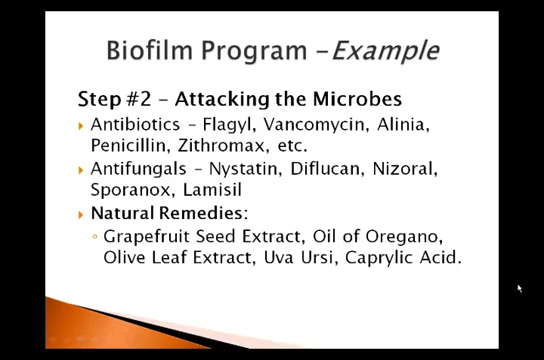 Biofilm Program –Example
Step #2 – Attacking the Microbes
Antibiotics – Flagyl, Vancomycin, Alinia,
Penicillin, Zithromax, etc.
Antifungals – Nystatin, Diflucan, Nizoral,
Sporanox, Lamisil
Natural Remedies:
Grapefruit Seed Extract, Oil of Oregano,
Olive Leaf Extract, Uva Ursi, Caprylic Acid.